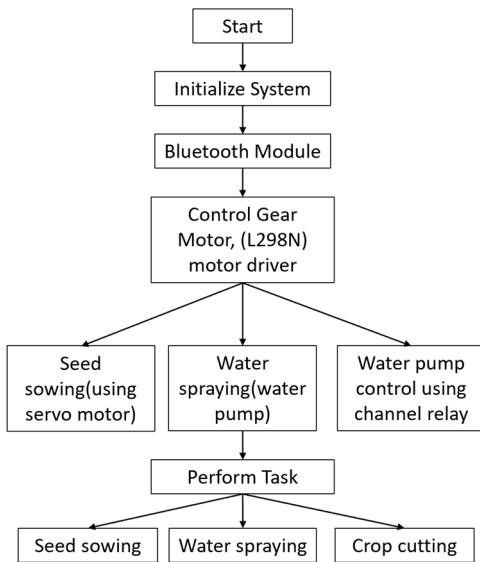 Start
Initialize System
Bluetooth Module
Control Gear
Motor, (L298N)
motor driver
Seed
sowing(using
servo motor)
Water
spraying(water
pump)
Water pump
control using
channel relay
Perform Task
Seed sowing
Water spraying
Crop cutting